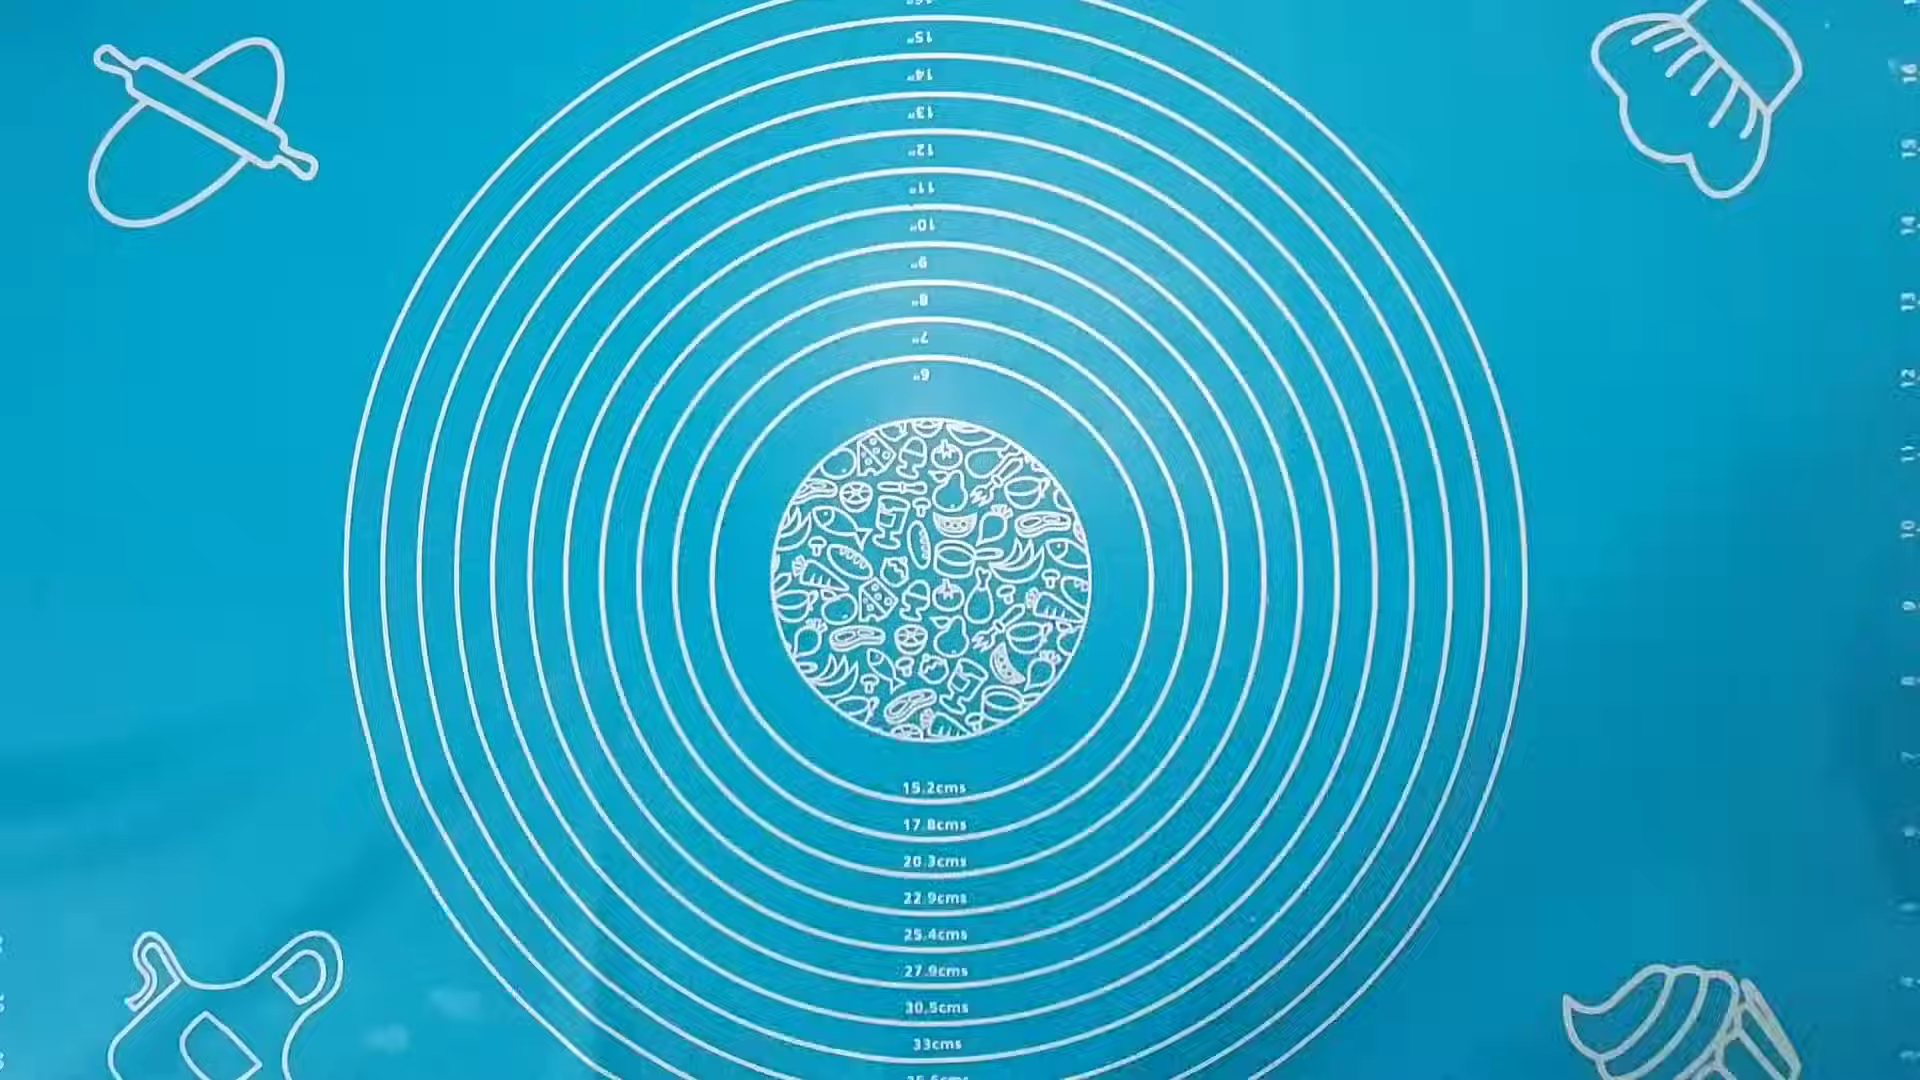 15"
14"
13"
12"
11"
10"
9"
8"
7"
6"
15.2cms
17.8cms
20.3cms
22.9cms
25.4cms
27.9cms
30.5cms
33cms
16
15
14
13
12
11
10
9
8
7